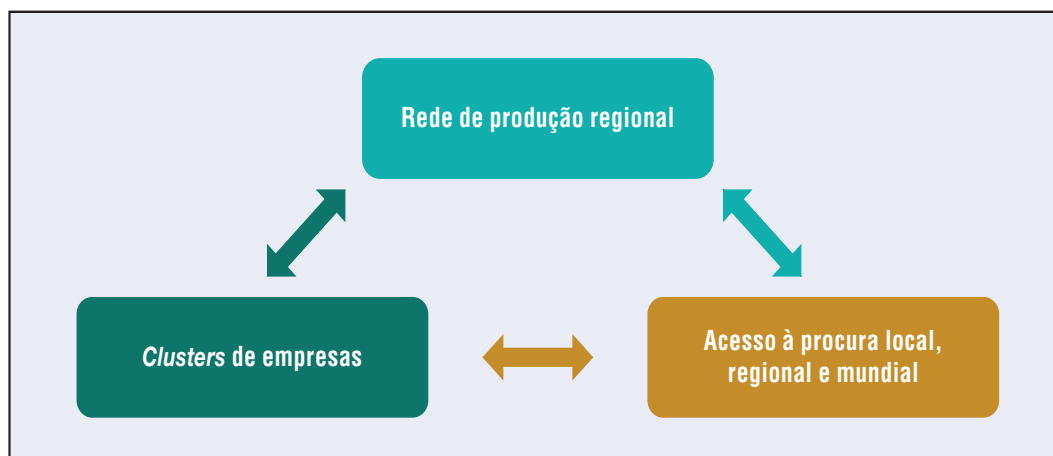 Rede de produção regional
Clusters de empresas
Acesso à procura local,
regional e mundial